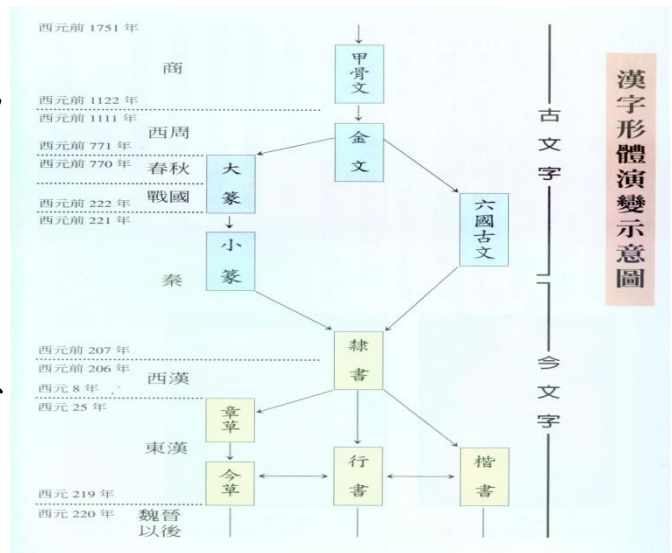 漢字形體演變示意圖
西元前 1751 年
商
西元前 1122 年
西元前 1111 年
西周
西元前 771 年
西元前 770 年
春秋
戰國
西元前 222 年
西元前 221 年
秦
西元前 207 年
西元前 206 年
西漢
西元 8 年
西元 25 年
東漢
西元 219 年
西元 220 年
魏晉
以後
甲骨文
金文
大篆
小篆
六國古文
隸書
章草
今草
行書
楷書
古文字
今文字